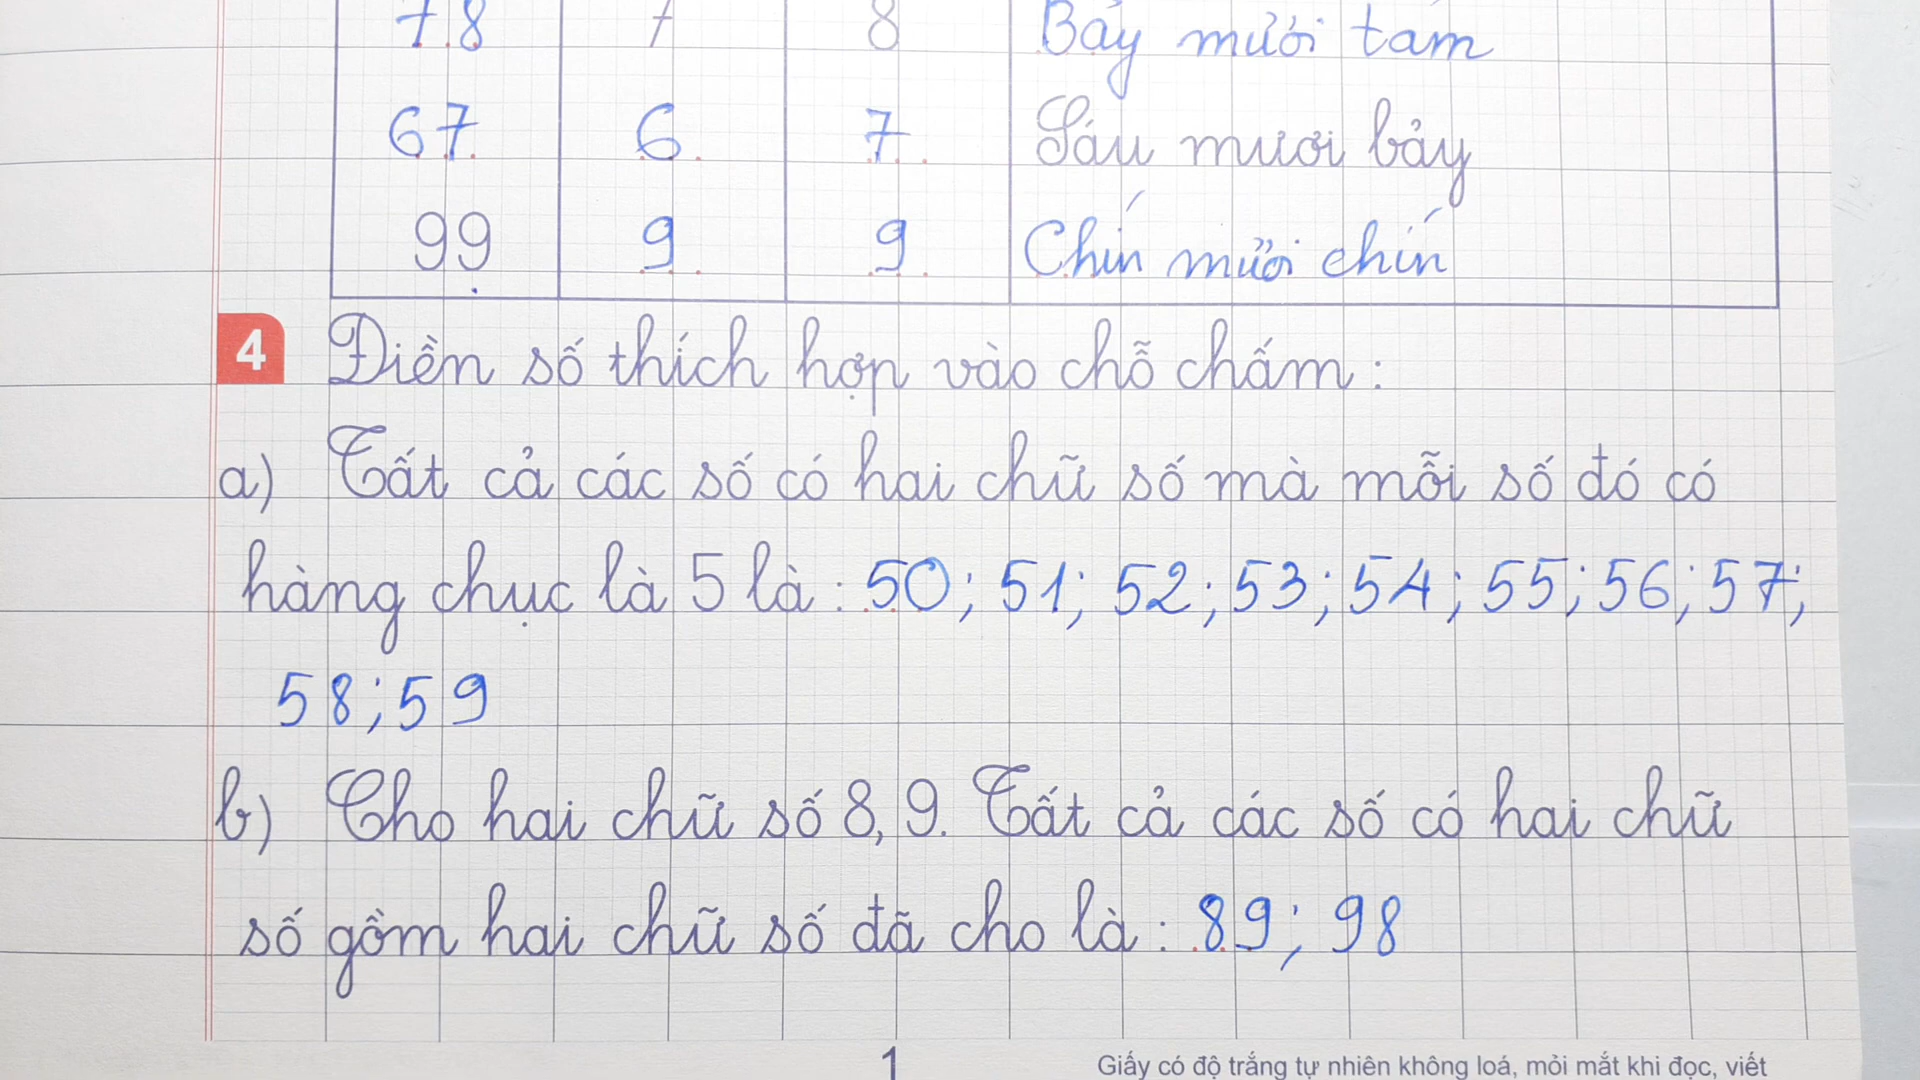 78 7 8 Bảy mươi tám
67 6 7 Sáu mươi bảy
99 9 9 Chín mươi chín
4 Điền số thích hợp vào chỗ chấm:
a) Tất cả các số có hai chữ số mà mỗi số đó có
hàng chục là 5 là: 50; 51; 52; 53; 54; 55; 56; 57;
58; 59
b) Cho hai chữ số 8, 9. Tất cả các số có hai chữ
số gồm hai chữ số đã cho là: 89; 98
1 Giấy có độ trắng tự nhiên không loá, mỏi mắt khi đọc, viết